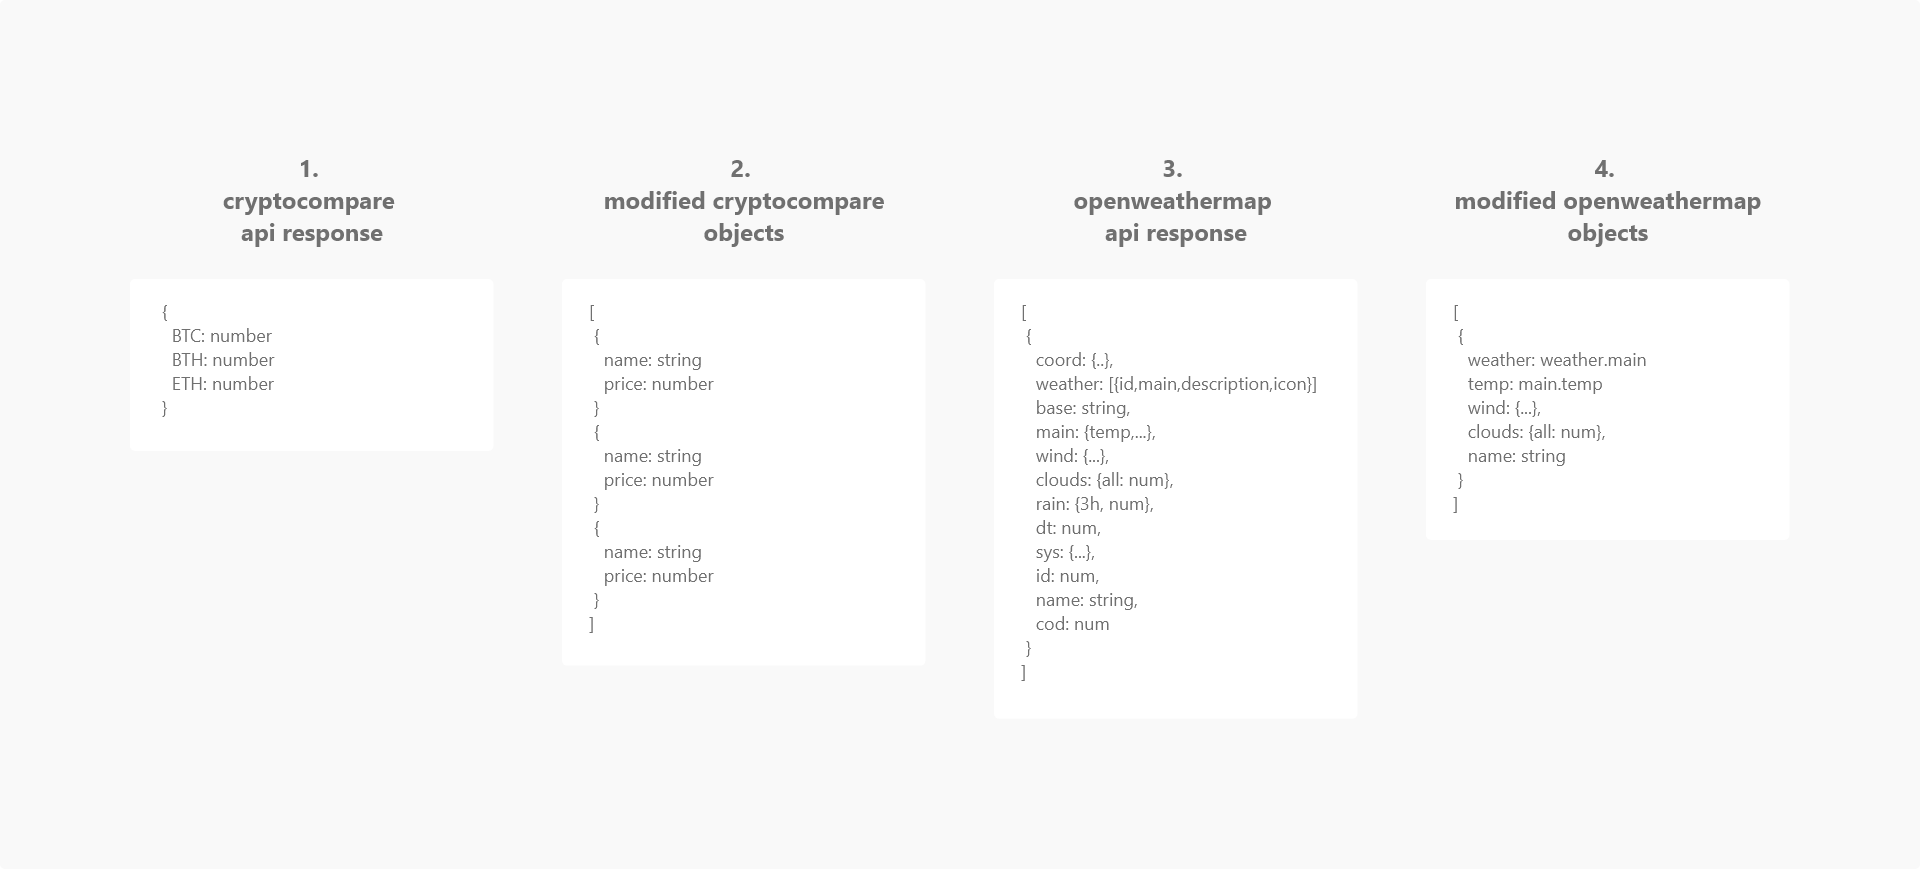 1.
cryptocompare
api response
{
BTC: number
BTH: number
ETH: number
}
2.
modified cryptocompare
objects
[
{
name: string
price: number
}
{
name: string
price: number
}
{
name: string
price: number
}
]
3.
openweathermap
api response
[
{
coord: {..},
weather: [{id,main,description,icon}]
base: string,
main: {temp,...},
wind: {...},
clouds: {all: num},
rain: {3h, num},
dt: num,
sys: {...},
id: num,
name: string,
cod: num
}
]
4.
modified openweathermap
objects
[
{
weather: weather.main
temp: main.temp
wind: {...},
clouds: {all: num},
name: string
}
]